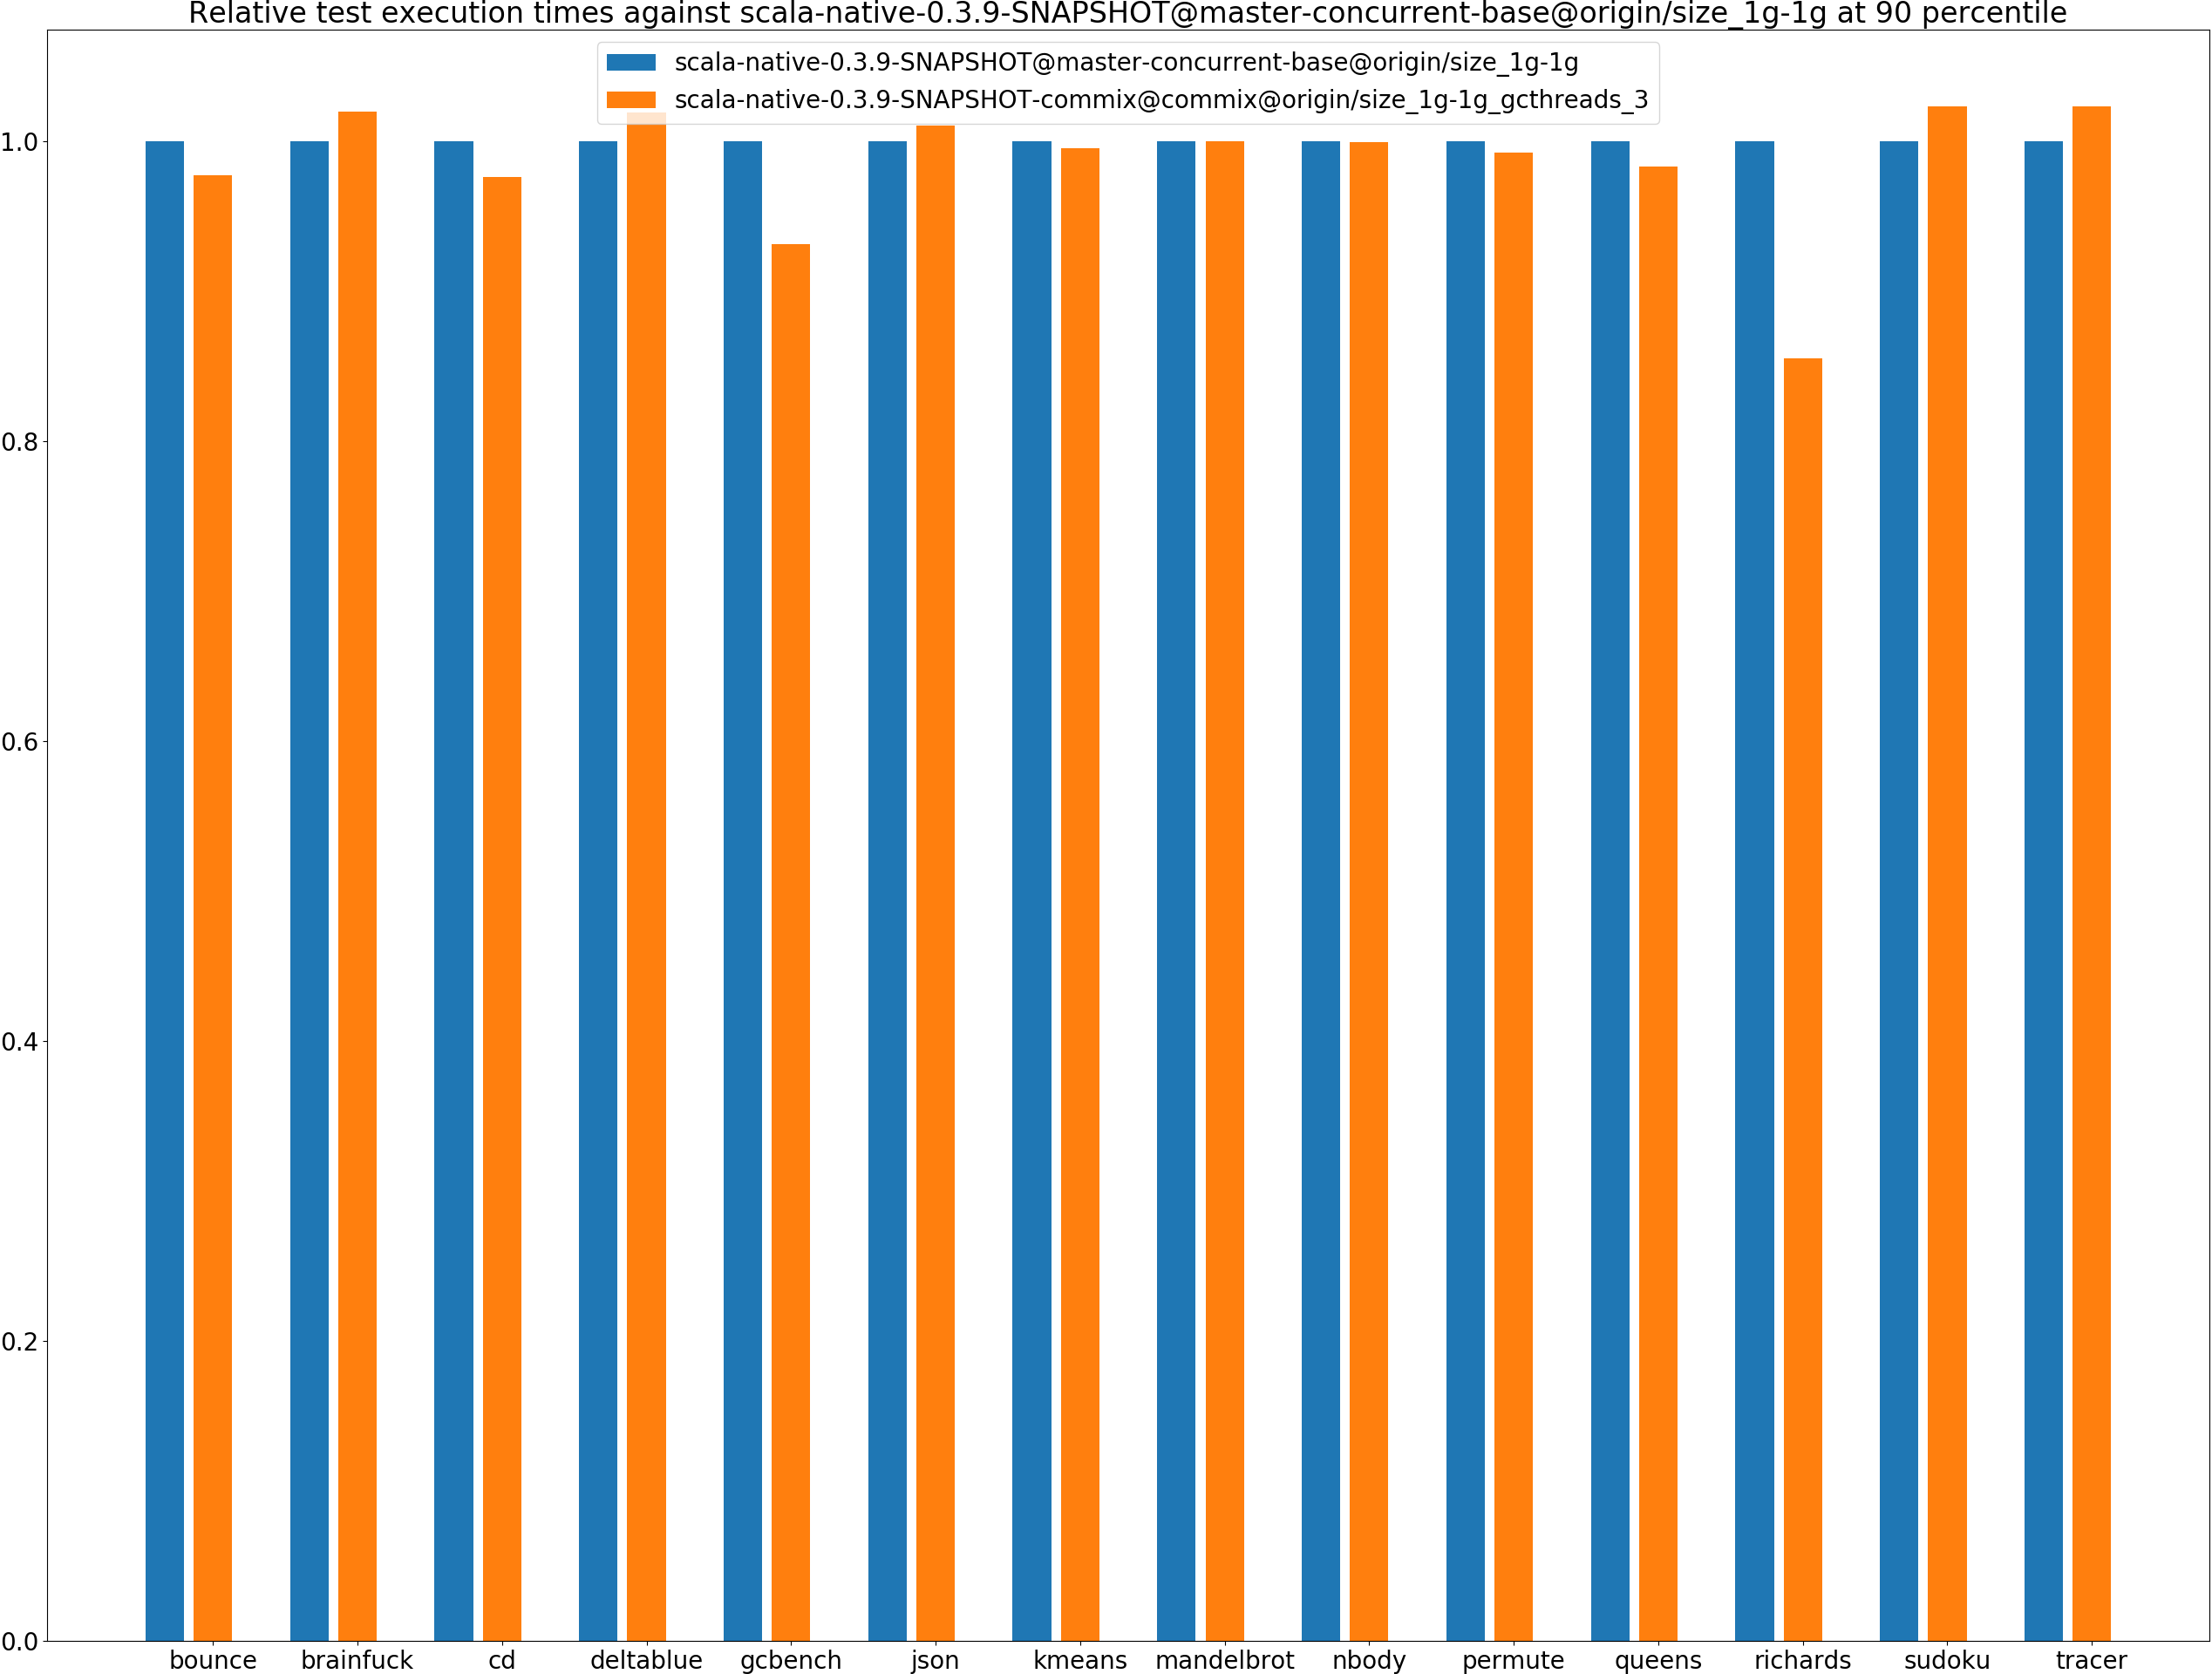 Relative test execution times against scala-native-0.3.9-SNAPSHOT@master-concurrent-base@origin/size_1g-1g at 90 percentile
scala-native-0.3.9-SNAPSHOT@master-concurrent-base@origin/size_1g-1g
scala-native-0.3.9-SNAPSHOT-commix@commix@origin/size_1g-1g_gcthreads_3
1.0
0.8
0.6
0.4
0.2
0.0
bounce brainfuck cd deltablue gcbench json kmeans mandelbrot nbody permute queens richards sudoku tracer